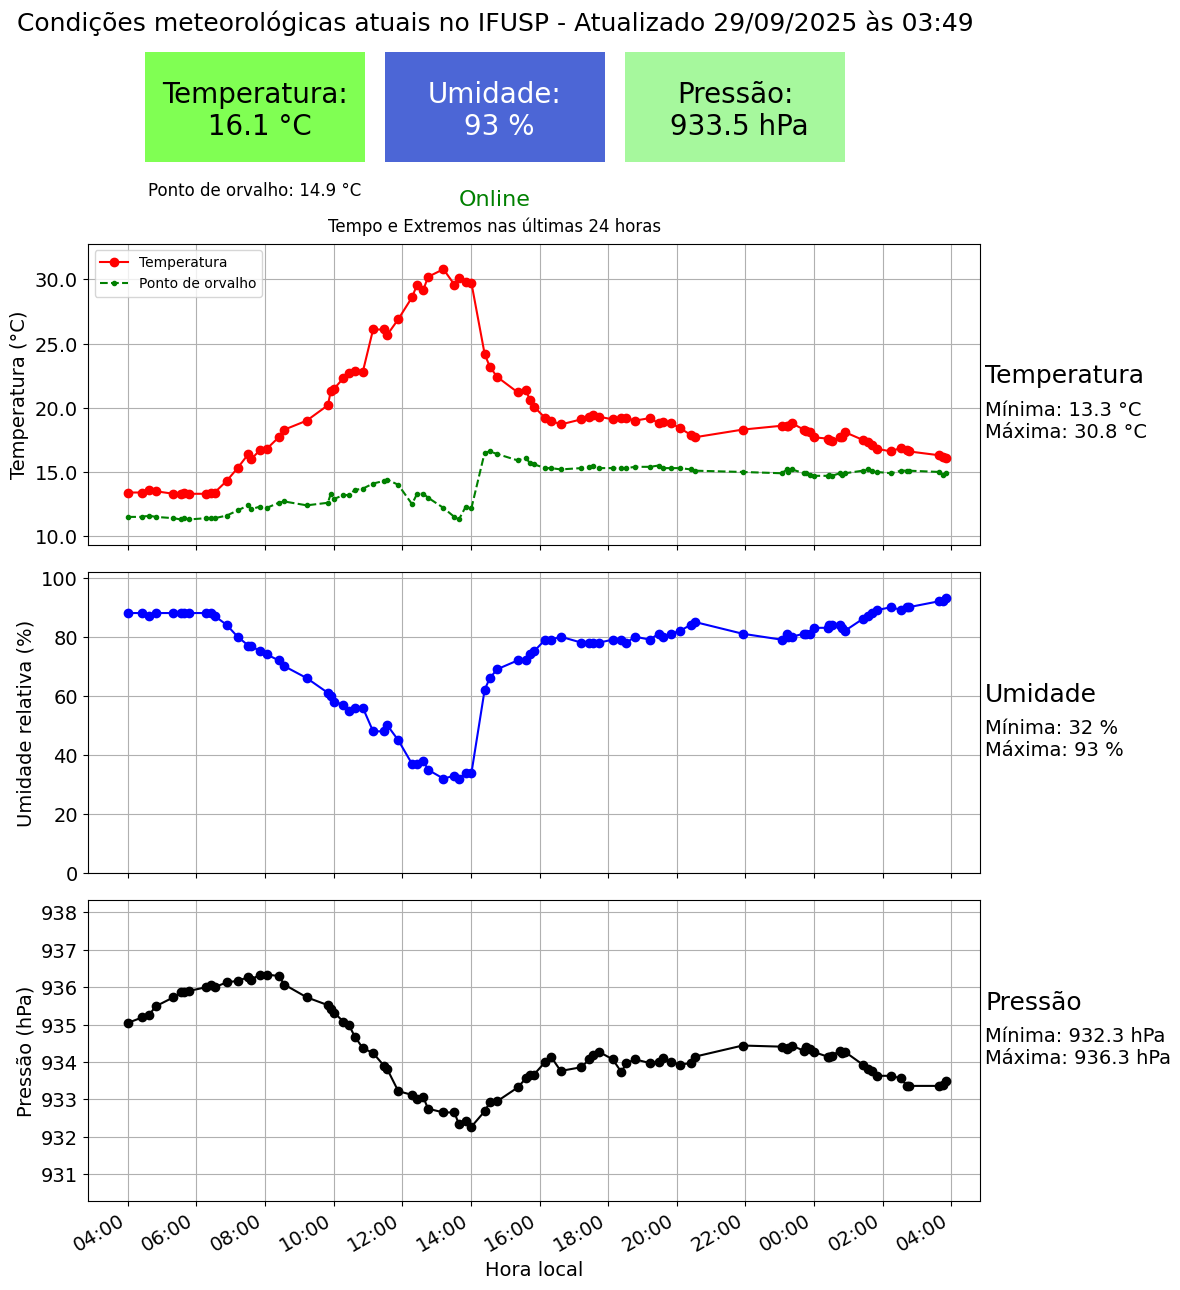 Condições meteorológicas atuais no IFUSP - Atualizado 29/09/2025 às 03:49
Temperatura:
16.1 °C
Umidade:
93 %
Pressão:
933.5 hPa
Ponto de orvalho: 14.9 °C
Online
Tempo e Extremos nas últimas 24 horas
Temperatura
Ponto de orvalho
Temperatura (°C)
30.0
25.0
20.0
15.0
10.0
Temperatura
Mínima: 13.3 °C
Máxima: 30.8 °C
Umidade relativa (%)
100
80
60
40
20
0
Umidade
Mínima: 32 %
Máxima: 93 %
Pressão (hPa)
938
937
936
935
934
933
932
931
Pressão
Mínima: 932.3 hPa
Máxima: 936.3 hPa
04:00
06:00
08:00
10:00
12:00
14:00
16:00
18:00
20:00
22:00
00:00
02:00
04:00
Hora local